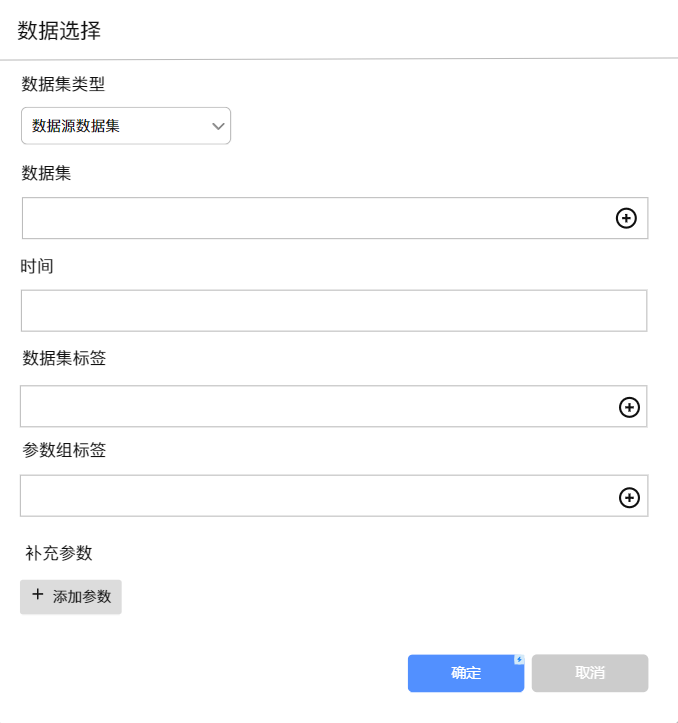 数据选择
数据集类型
数据源数据集
数据集
时间
数据集标签
参数组标签
补充参数
+ 添加参数
确定
取消